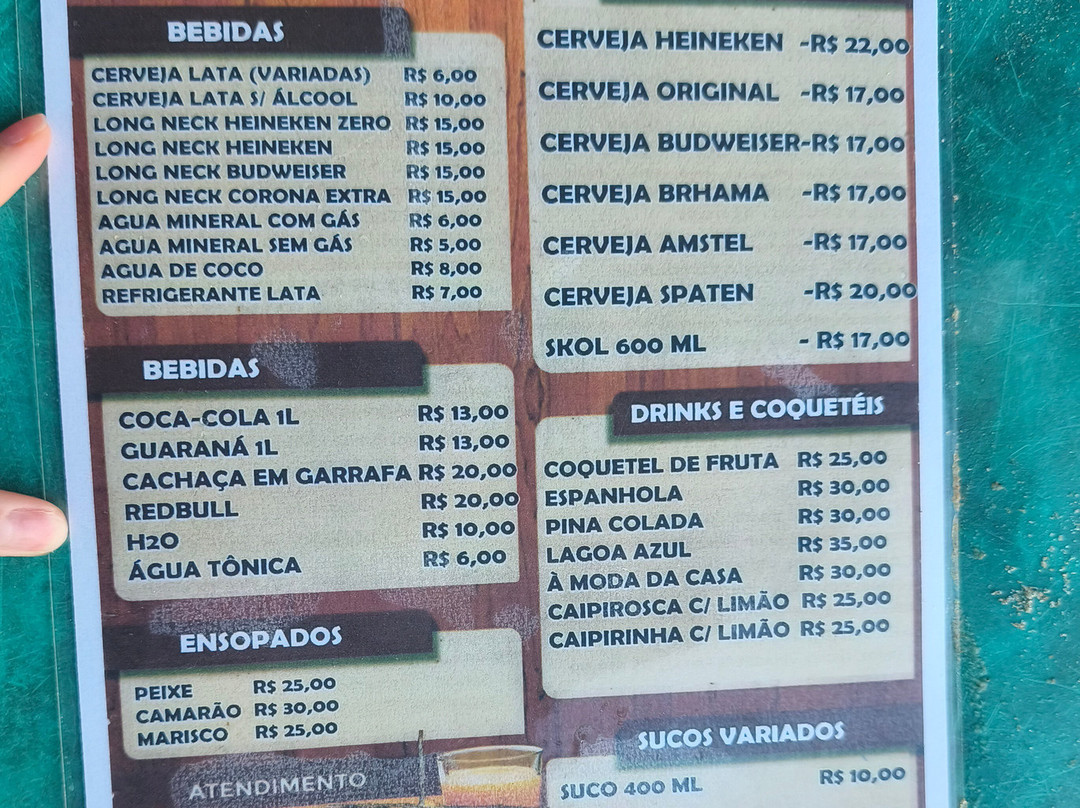 BEBIDAS
CERVEJA LATA (VARIADAS) R$ 6,00
CERVEJA LATA S/ ÁLCOOL R$ 10,00
LONG NECK HEINEKEN ZERO R$ 15,00
LONG NECK HEINEKEN R$ 15,00
LONG NECK BUDWEISER R$ 15,00
LONG NECK CORONA EXTRA R$ 15,00
AGUA MINERAL COM GÁS R$ 6,00
AGUA MINERAL SEM GÁS R$ 5,00
AGUA DE COCO R$ 8,00
REFRIGERANTE LATA R$ 7,00
BEBIDAS
COCA-COLA 1L R$ 13,00
GUARANÁ 1L R$ 13,00
CACHAÇA EM GARRAFA R$ 20,00
REDBULL R$ 20,00
H2O R$ 10,00
ÁGUA TÔNICA R$ 6,00
ENSOPADOS
PEIXE R$ 25,00
CAMARÃO R$ 30,00
MARISCO R$ 25,00
ATENDIMENTO
CERVEJA HEINEKEN -R$ 22,00
CERVEJA ORIGINAL -R$ 17,00
CERVEJA BUDWEISER-R$ 17,00
CERVEJA BRHAMA -R$ 17,00
CERVEJA AMSTEL -R$ 17,00
CERVEJA SPATEN -R$ 20,00
SKOL 600 ML - R$ 17,00
DRINKS E COQUETÉIS
COQUETEL DE FRUTA R$ 25,00
ESPANHOLA R$ 30,00
PINA COLADA R$ 30,00
LAGOA AZUL R$ 35,00
À MODA DA CASA R$ 30,00
CAIPIROSCA C/ LIMÃO R$ 25,00
CAIPIRINHA C/ LIMÃO R$ 25,00
SUCOS VARIADOS
SUCO 400 ML R$ 10,00